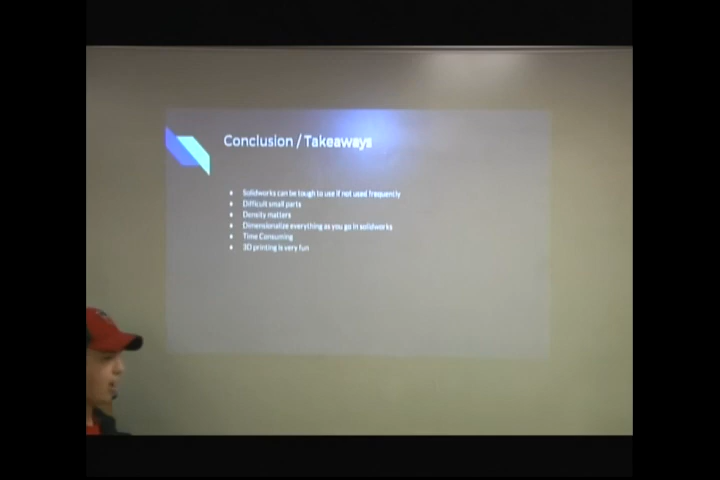 Conclusion / Takeaways
Solidworks can be tough to use if not used frequently
Difficult small parts
Density matters
Dimensionalize everything as you go in solidworks
Time Consuming
3D printing is very fun